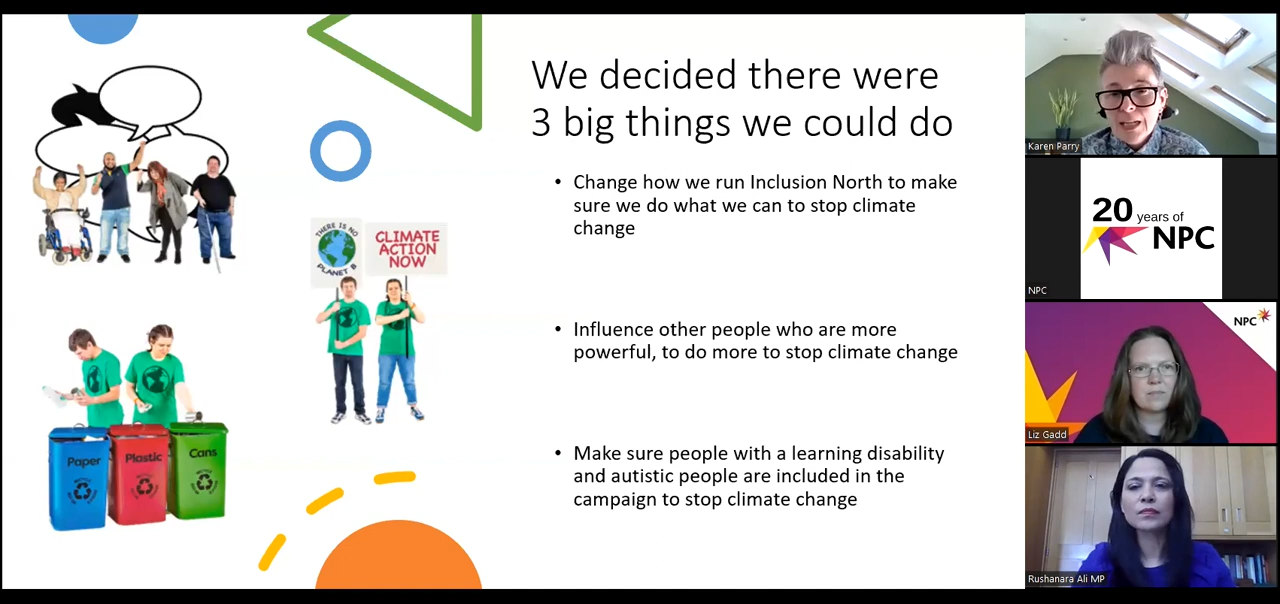 We decided there were
3 big things we could do
• Change how we run Inclusion North to make
sure we do what we can to stop climate
change
• Influence other people who are more
powerful, to do more to stop climate change
• Make sure people with a learning disability
and autistic people are included in the
campaign to stop climate change
THERE IS NO
PLANET B
CLIMATE
ACTION
NOW
Paper
Plastic
Cans
Karen Parry
20 years of
NPC
NPC
NPC
Liz Gadd
Rushanara Ali MP